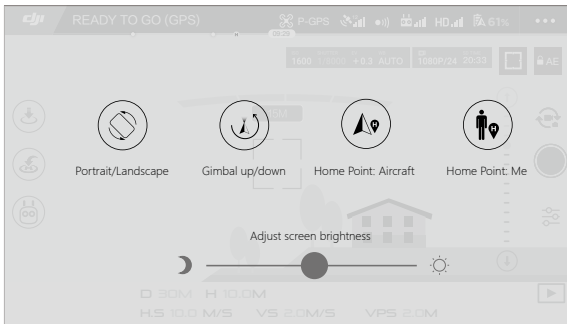 dji READY TO GO (GPS) P-GPS HD 61%
09:29
1600 +0.3 AUTO 1080P/24 20:33 AE
Portrait/Landscape Gimbal up/down Home Point: Aircraft Home Point: Me
Adjust screen brightness
D 30M H 10.0M
H.S 10.0 M/S VS 2.0M/S VPS 2.0M